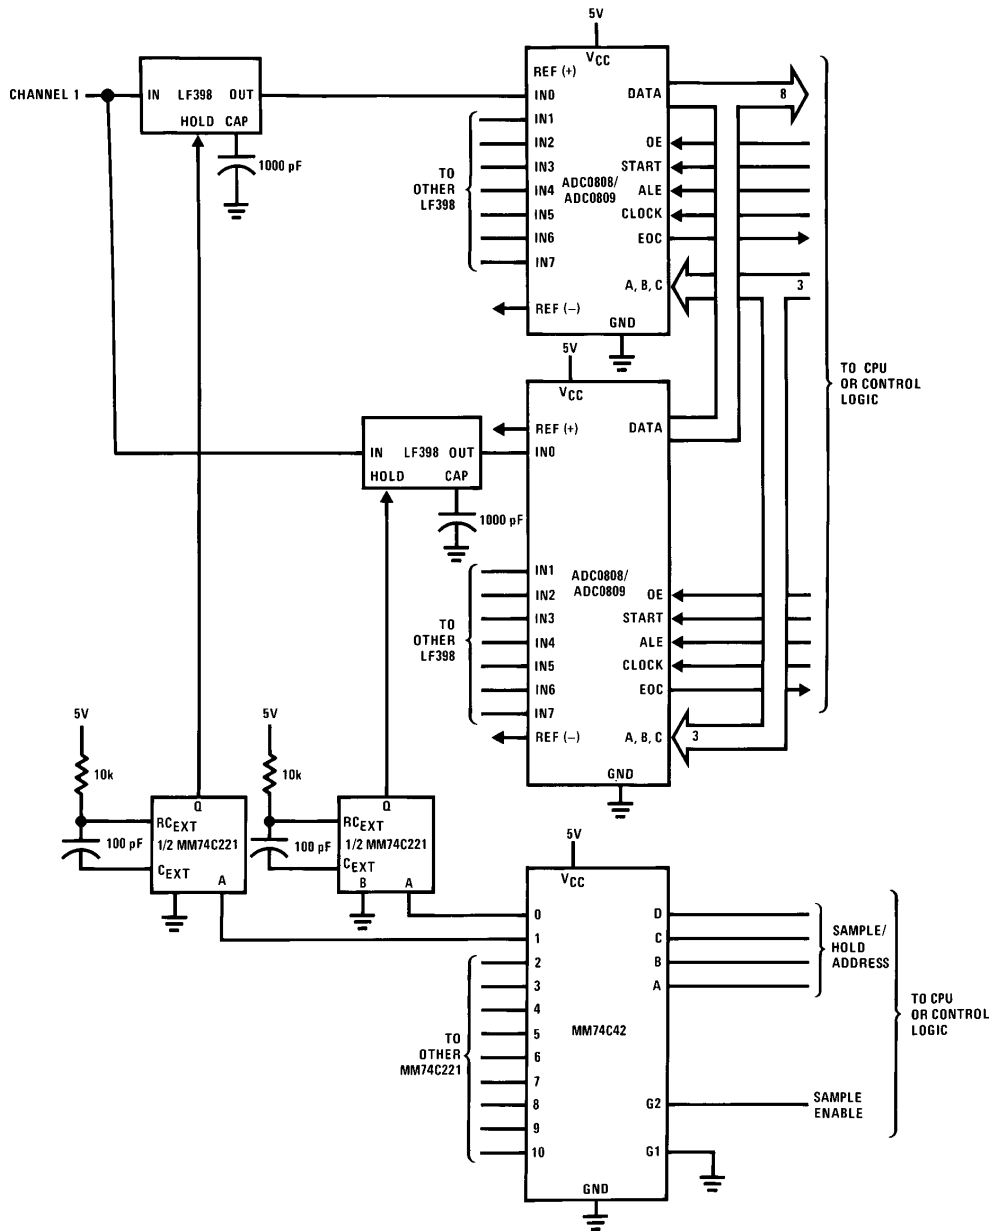 5V
VCC
REF (+)
CHANNEL 1
IN LF398 OUT
HOLD CAP
1000 pF
IN0
IN1
IN2
IN3
IN4
IN5
IN6
IN7
REF (−)
TO
OTHER
LF398
ADC0808/
ADC0809
DATA
8
OE
START
ALE
CLOCK
EOC
A, B, C
3
GND
TO CPU
OR CONTROL
LOGIC
5V
VCC
REF (+)
IN LF398 OUT
HOLD CAP
1000 pF
IN0
IN1
IN2
IN3
IN4
IN5
IN6
IN7
REF (−)
TO
OTHER
LF398
ADC0808/
ADC0809
DATA
OE
START
ALE
CLOCK
EOC
A, B, C
3
GND
5V
10k
100 pF
Q
RCEXT
1/2 MM74C221
CEXT
A
5V
10k
100 pF
Q
RCEXT
1/2 MM74C221
CEXT
B A
5V
VCC
0
1
2
3
4
5
6
7
8
9
10
TO
OTHER
MM74C221
MM74C42
D
C
B
A
G2
G1
GND
SAMPLE/
HOLD
ADDRESS
SAMPLE
ENABLE
TO CPU
OR CONTROL
LOGIC